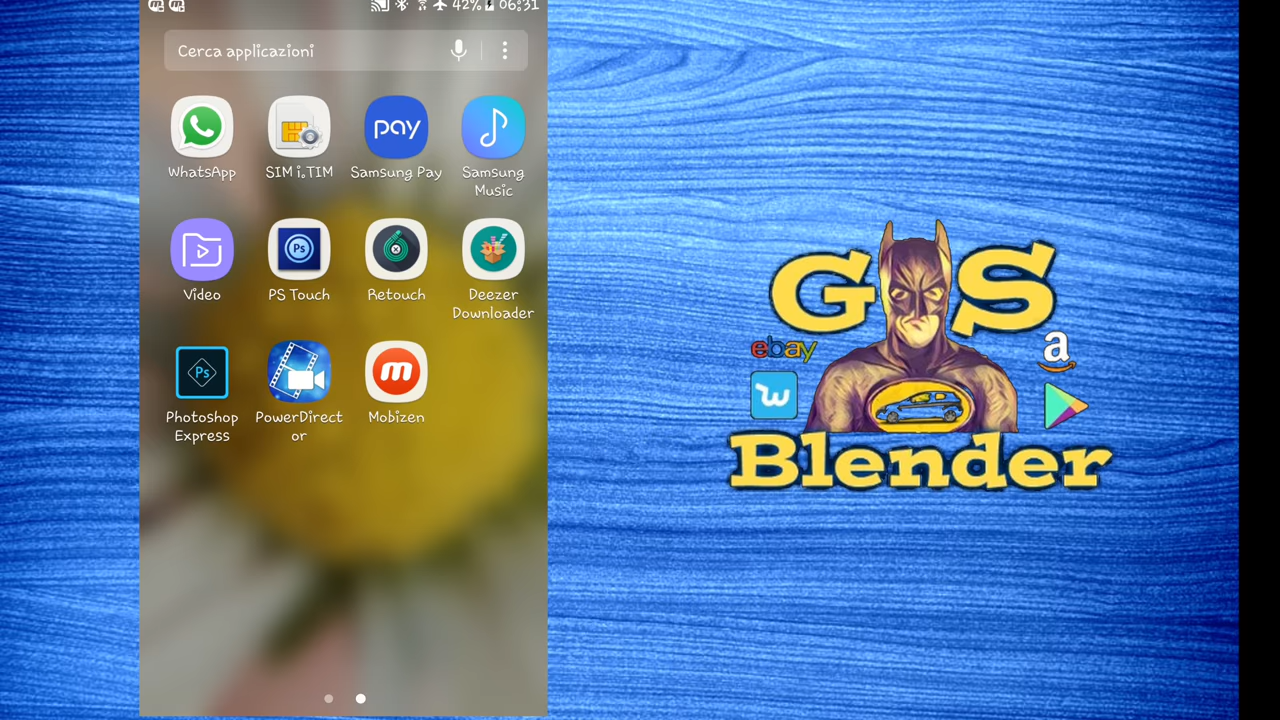 42% 06:31
Cerca applicazioni
WhatsApp
SIM i.TIM
pay
Samsung Pay
Samsung
Music
Video
Ps
PS Touch
Retouch
Deezer
Downloader
Ps
Photoshop
Express
PowerDirect
or
m
Mobizen
G S
ebay
a
w
Blender